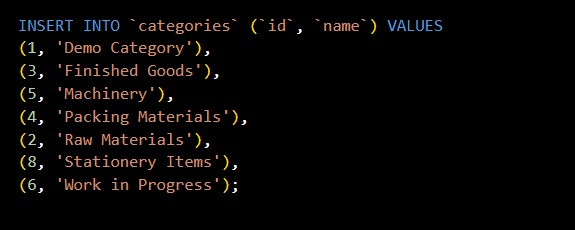 INSERT INTO `categories` (`id`, `name`) VALUES
(1, 'Demo Category'),
(3, 'Finished Goods'),
(5, 'Machinery'),
(4, 'Packing Materials'),
(2, 'Raw Materials'),
(8, 'Stationery Items'),
(6, 'Work in Progress');